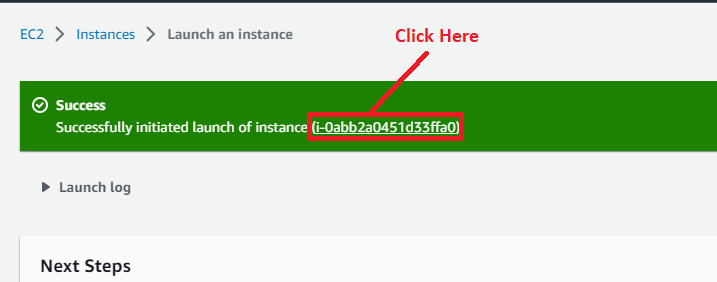 EC2 > Instances > Launch an instance
Click Here
Success
Successfully initiated launch of instance (i-0abb2a0451d33ffa0)
Launch log
Next Steps